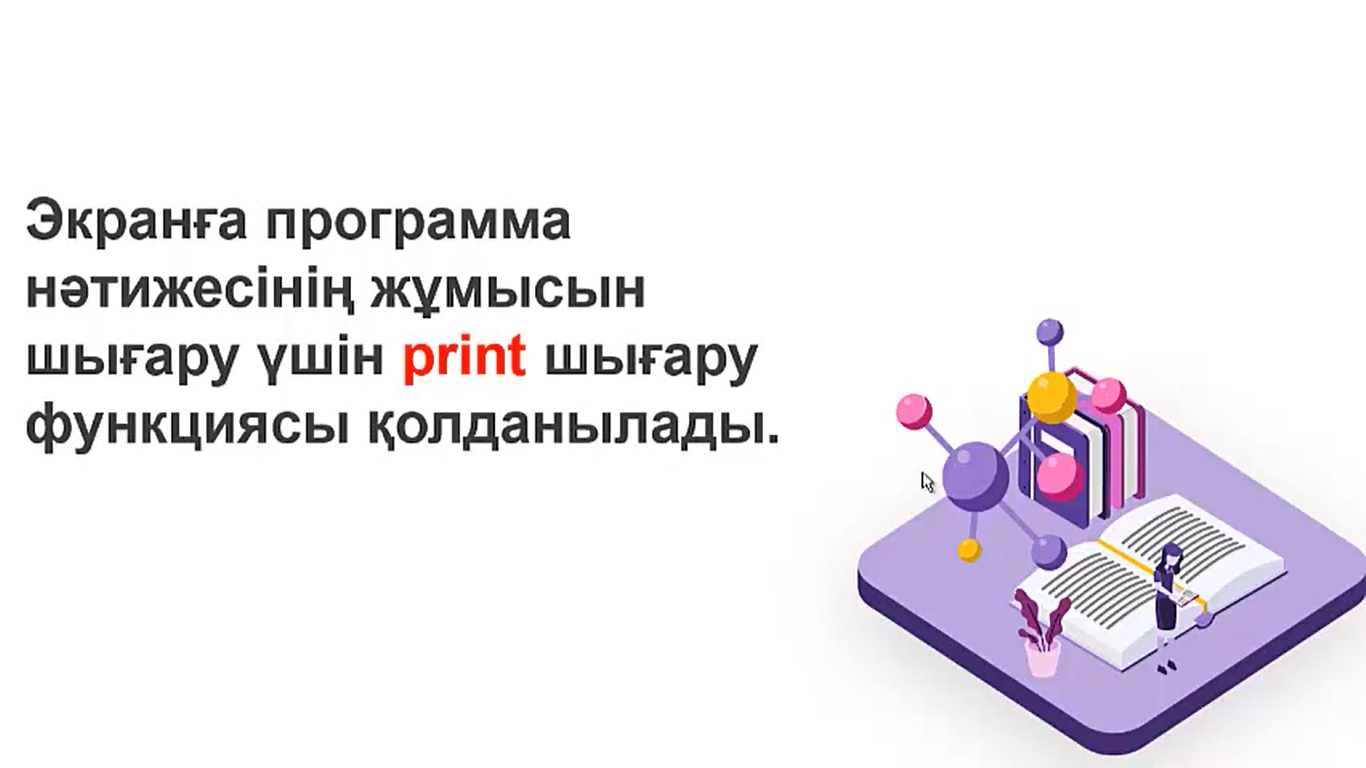 Экранға программа
нәтижесінің жұмысын
шығару үшін print шығару
функциясы қолданылады.